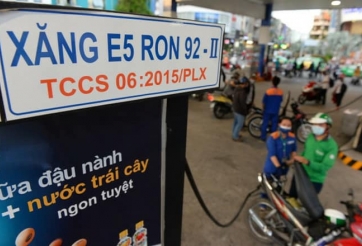 XĂNG E5 RON 92 - II
TCCS 06:2015/PLX
ữa đậu nành
+ nước trái cây
ngon tuyệt